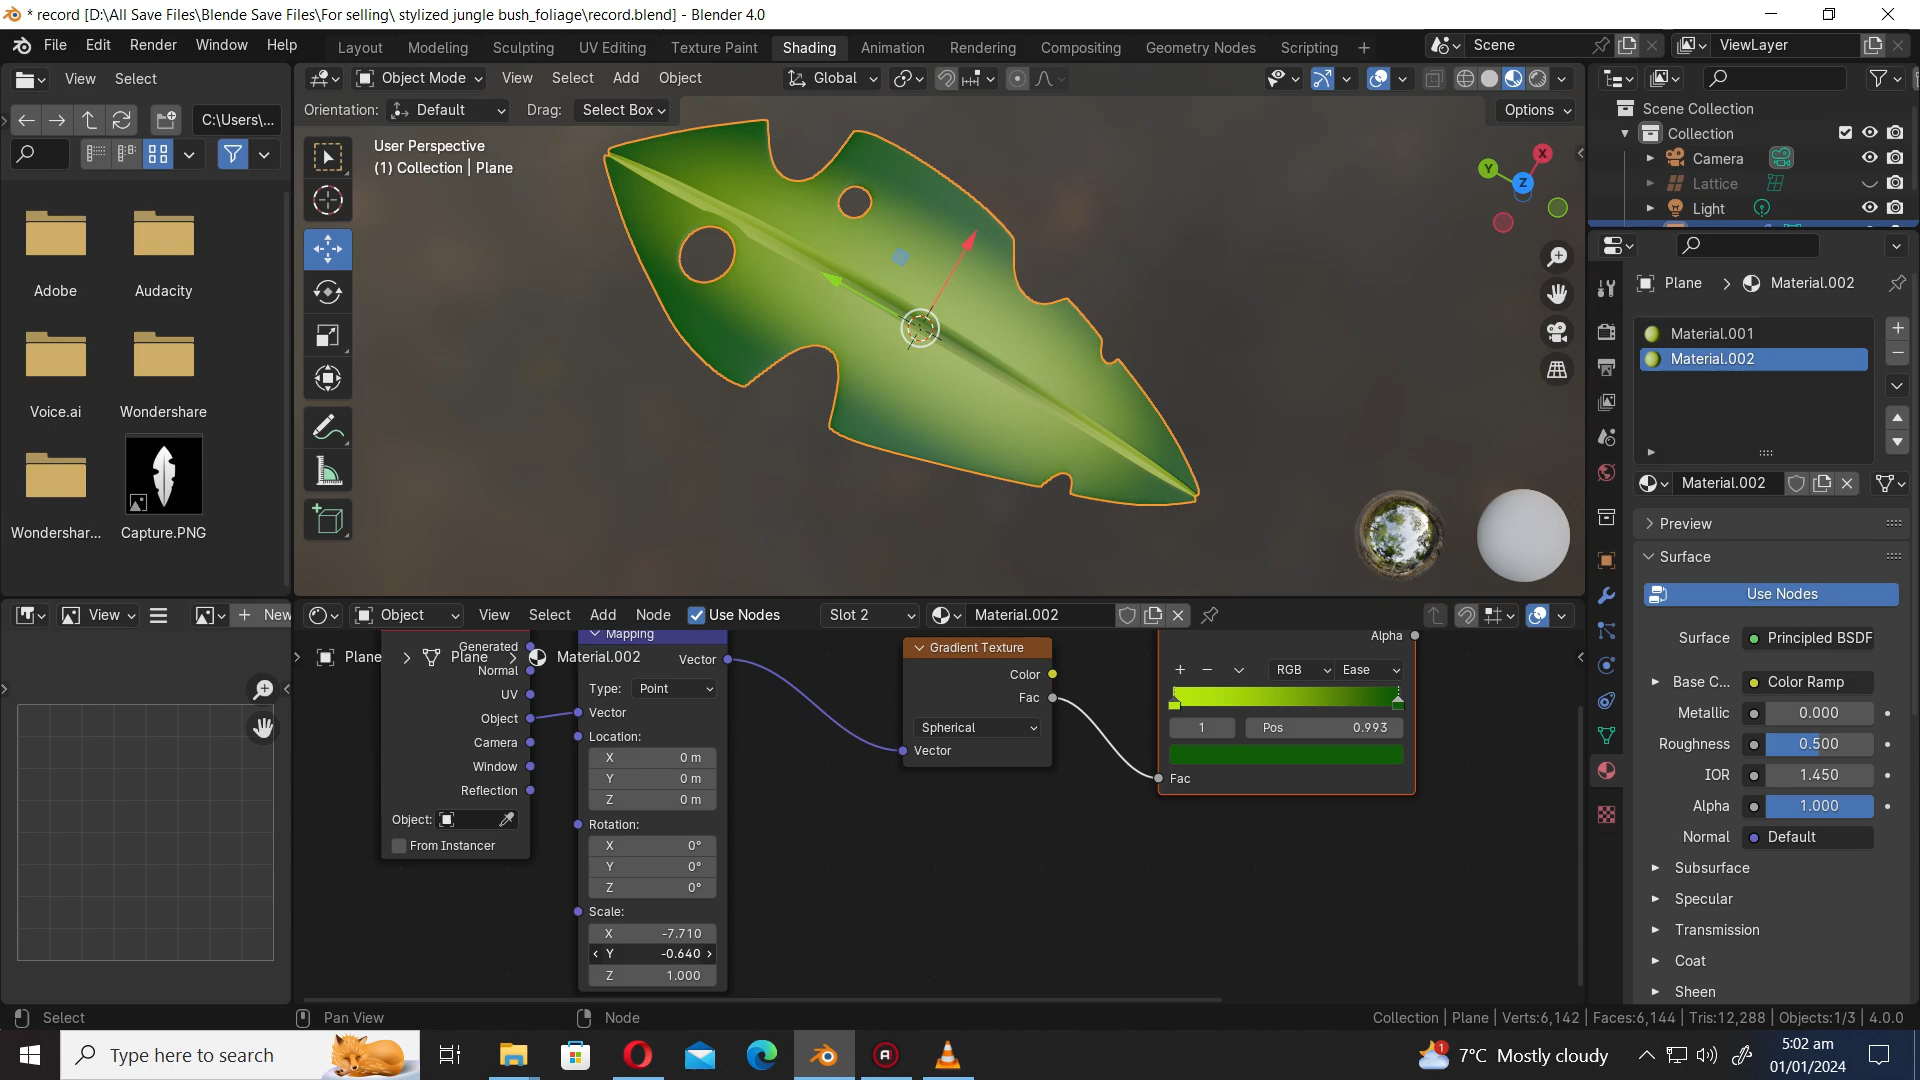 * record [D:\All Save Files\Blende Save Files\For selling\ stylized jungle bush_foliage\record.blend] - Blender 4.0
File Edit Render Window Help
Layout Modeling Sculpting UV Editing Texture Paint Shading Animation Rendering Compositing Geometry Nodes Scripting +
Scene
ViewLayer
View Select
C:\Users\...
Adobe
Audacity
Voice.ai
Wondershare
Wondershar...
Capture.PNG
Object Mode View Select Add Object
Global
Orientation: Default Drag: Select Box
Options
User Perspective
(1) Collection | Plane
X
Y
Z
Scene Collection
Collection
Camera
Lattice
Light
Plane > Material.002
Material.001
Material.002
Material.002
Preview
Surface
Use Nodes
Surface Principled BSDF
Base C... Color Ramp
Metallic 0.000
Roughness 0.500
IOR 1.450
Alpha 1.000
Normal Default
Subsurface
Specular
Transmission
Coat
Sheen
View
New
Object View Select Add Node Use Nodes Slot 2 Material.002
Plane > Plane > Material.002
Generated
Normal
UV
Object
Camera
Window
Reflection
Object:
From Instancer
Mapping
Vector
Type: Point
Vector
Location:
X 0 m
Y 0 m
Z 0 m
Rotation:
X 0°
Y 0°
Z 0°
Scale:
X -7.710
Y -0.640
Z 1.000
Gradient Texture
Color
Fac
Spherical
Vector
Alpha
+ − RGB Ease
1 Pos 0.993
Fac
Select
Pan View
Node
Collection | Plane | Verts:6,142 | Faces:6,144 | Tris:12,288 | Objects:1/3 | 4.0.0
Type here to search
1
7°C Mostly cloudy
5:02 am
01/01/2024